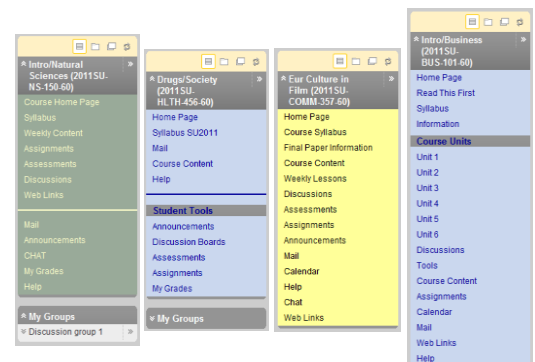 Intro/Natural
Sciences (2011SU-
NS-150-60)
Course Home Page
Syllabus
Weekly Content
Assignments
Assessments
Discussions
Web Links
Mail
Announcements
CHAT
My Grades
Help
My Groups
Discussion group 1
Drugs/Society
(2011SU-
HLTH-456-60)
Home Page
Syllabus SU2011
Mail
Course Content
Help
Student Tools
Announcements
Discussion Boards
Assessments
Assignments
My Grades
My Groups
Eur Culture in
Film (2011SU-
COMM-357-60)
Home Page
Course Syllabus
Final Paper Information
Course Content
Weekly Lessons
Discussions
Assessments
Assignments
Announcements
Mail
Calendar
Help
Chat
Web Links
Intro/Business
(2011SU-
BUS-101-60)
Home Page
Read This First
Syllabus
Information
Course Units
Unit 1
Unit 2
Unit 3
Unit 4
Unit 5
Unit 6
Discussions
Tools
Course Content
Assignments
Calendar
Mail
Web Links
Help